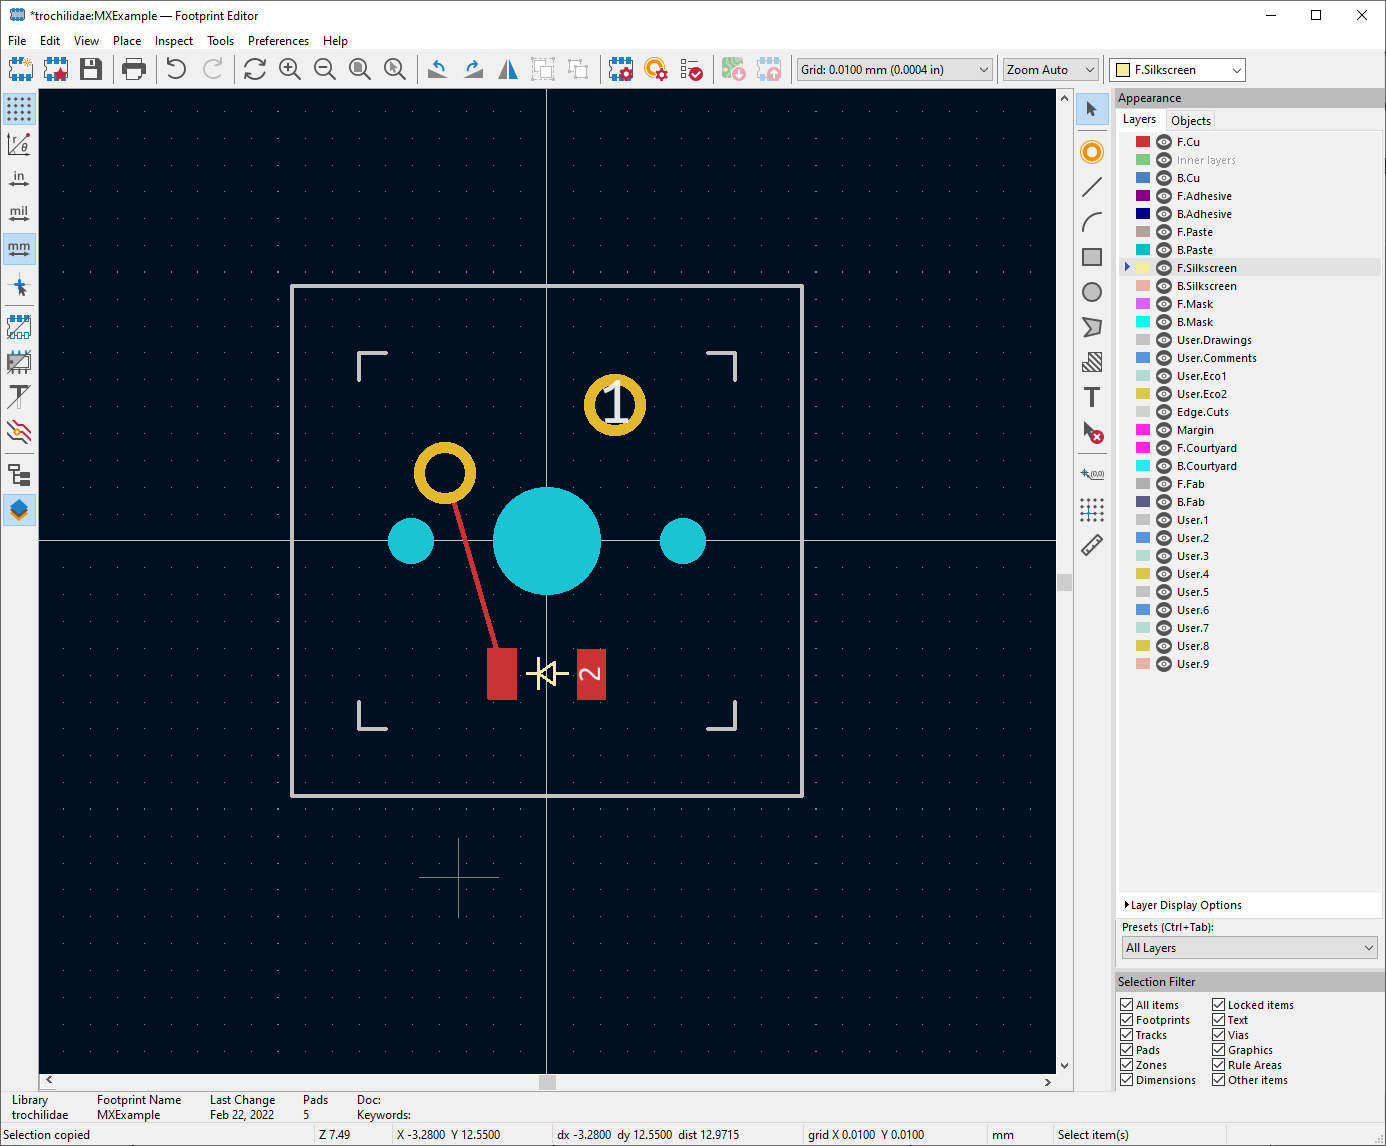 *trochilidae:MXExample — Footprint Editor
File Edit View Place Inspect Tools Preferences Help
Grid: 0.0100 mm (0.0004 in) Zoom Auto F.Silkscreen
r
θ
in
mil
mm
1
2
(0,0)
Appearance
Layers Objects
F.Cu
Inner layers
B.Cu
F.Adhesive
B.Adhesive
F.Paste
B.Paste
F.Silkscreen
B.Silkscreen
F.Mask
B.Mask
User.Drawings
User.Comments
User.Eco1
User.Eco2
Edge.Cuts
Margin
F.Courtyard
B.Courtyard
F.Fab
B.Fab
User.1
User.2
User.3
User.4
User.5
User.6
User.7
User.8
User.9
Layer Display Options
Presets (Ctrl+Tab):
All Layers
Selection Filter
All items Locked items
Footprints Text
Tracks Vias
Pads Graphics
Zones Rule Areas
Dimensions Other items
Library Footprint Name Last Change Pads Doc:
trochilidae MXExample Feb 22, 2022 5 Keywords:
Selection copied Z 7.49 X -3.2800 Y 12.5500 dx -3.2800 dy 12.5500 dist 12.9715 grid X 0.0100 Y 0.0100 mm Select item(s)